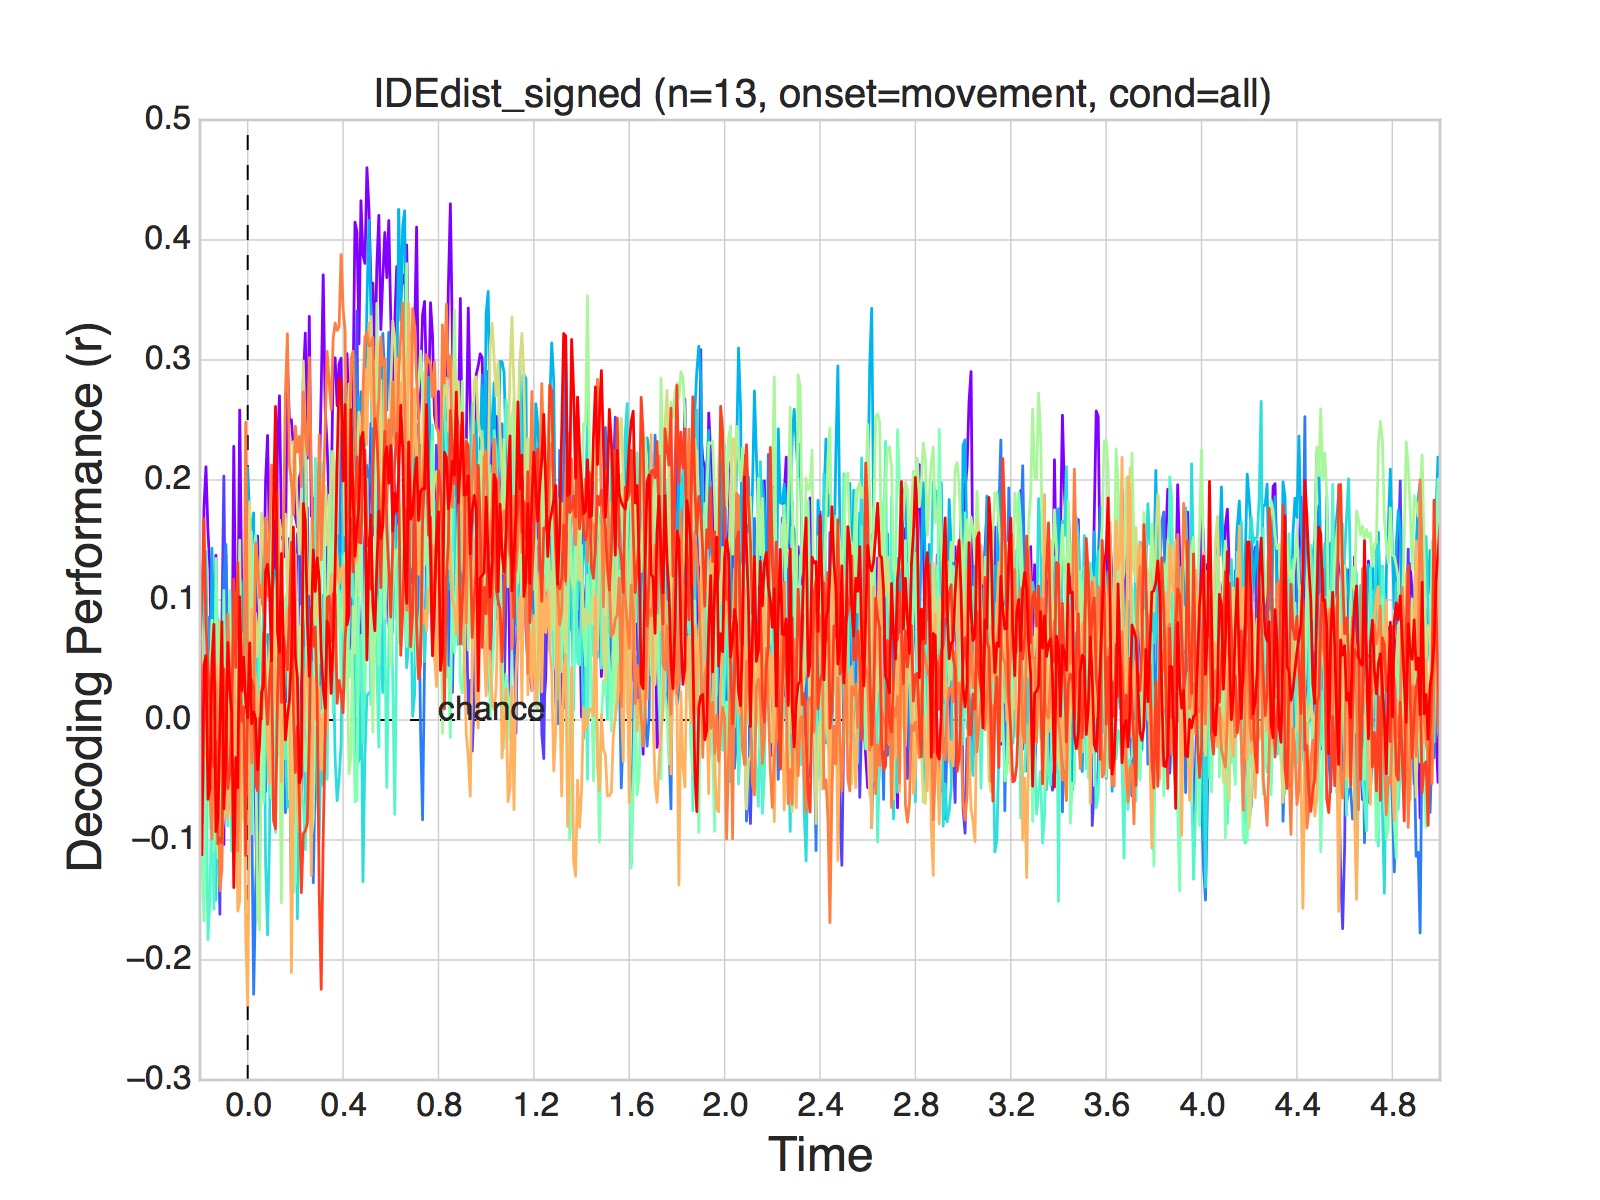 IDEdist_signed (n=13, onset=movement, cond=all)
Decoding Performance (r)
0.5
0.4
0.3
0.2
0.1
0.0
−0.1
−0.2
−0.3
chance
0.0 0.4 0.8 1.2 1.6 2.0 2.4 2.8 3.2 3.6 4.0 4.4 4.8
Time